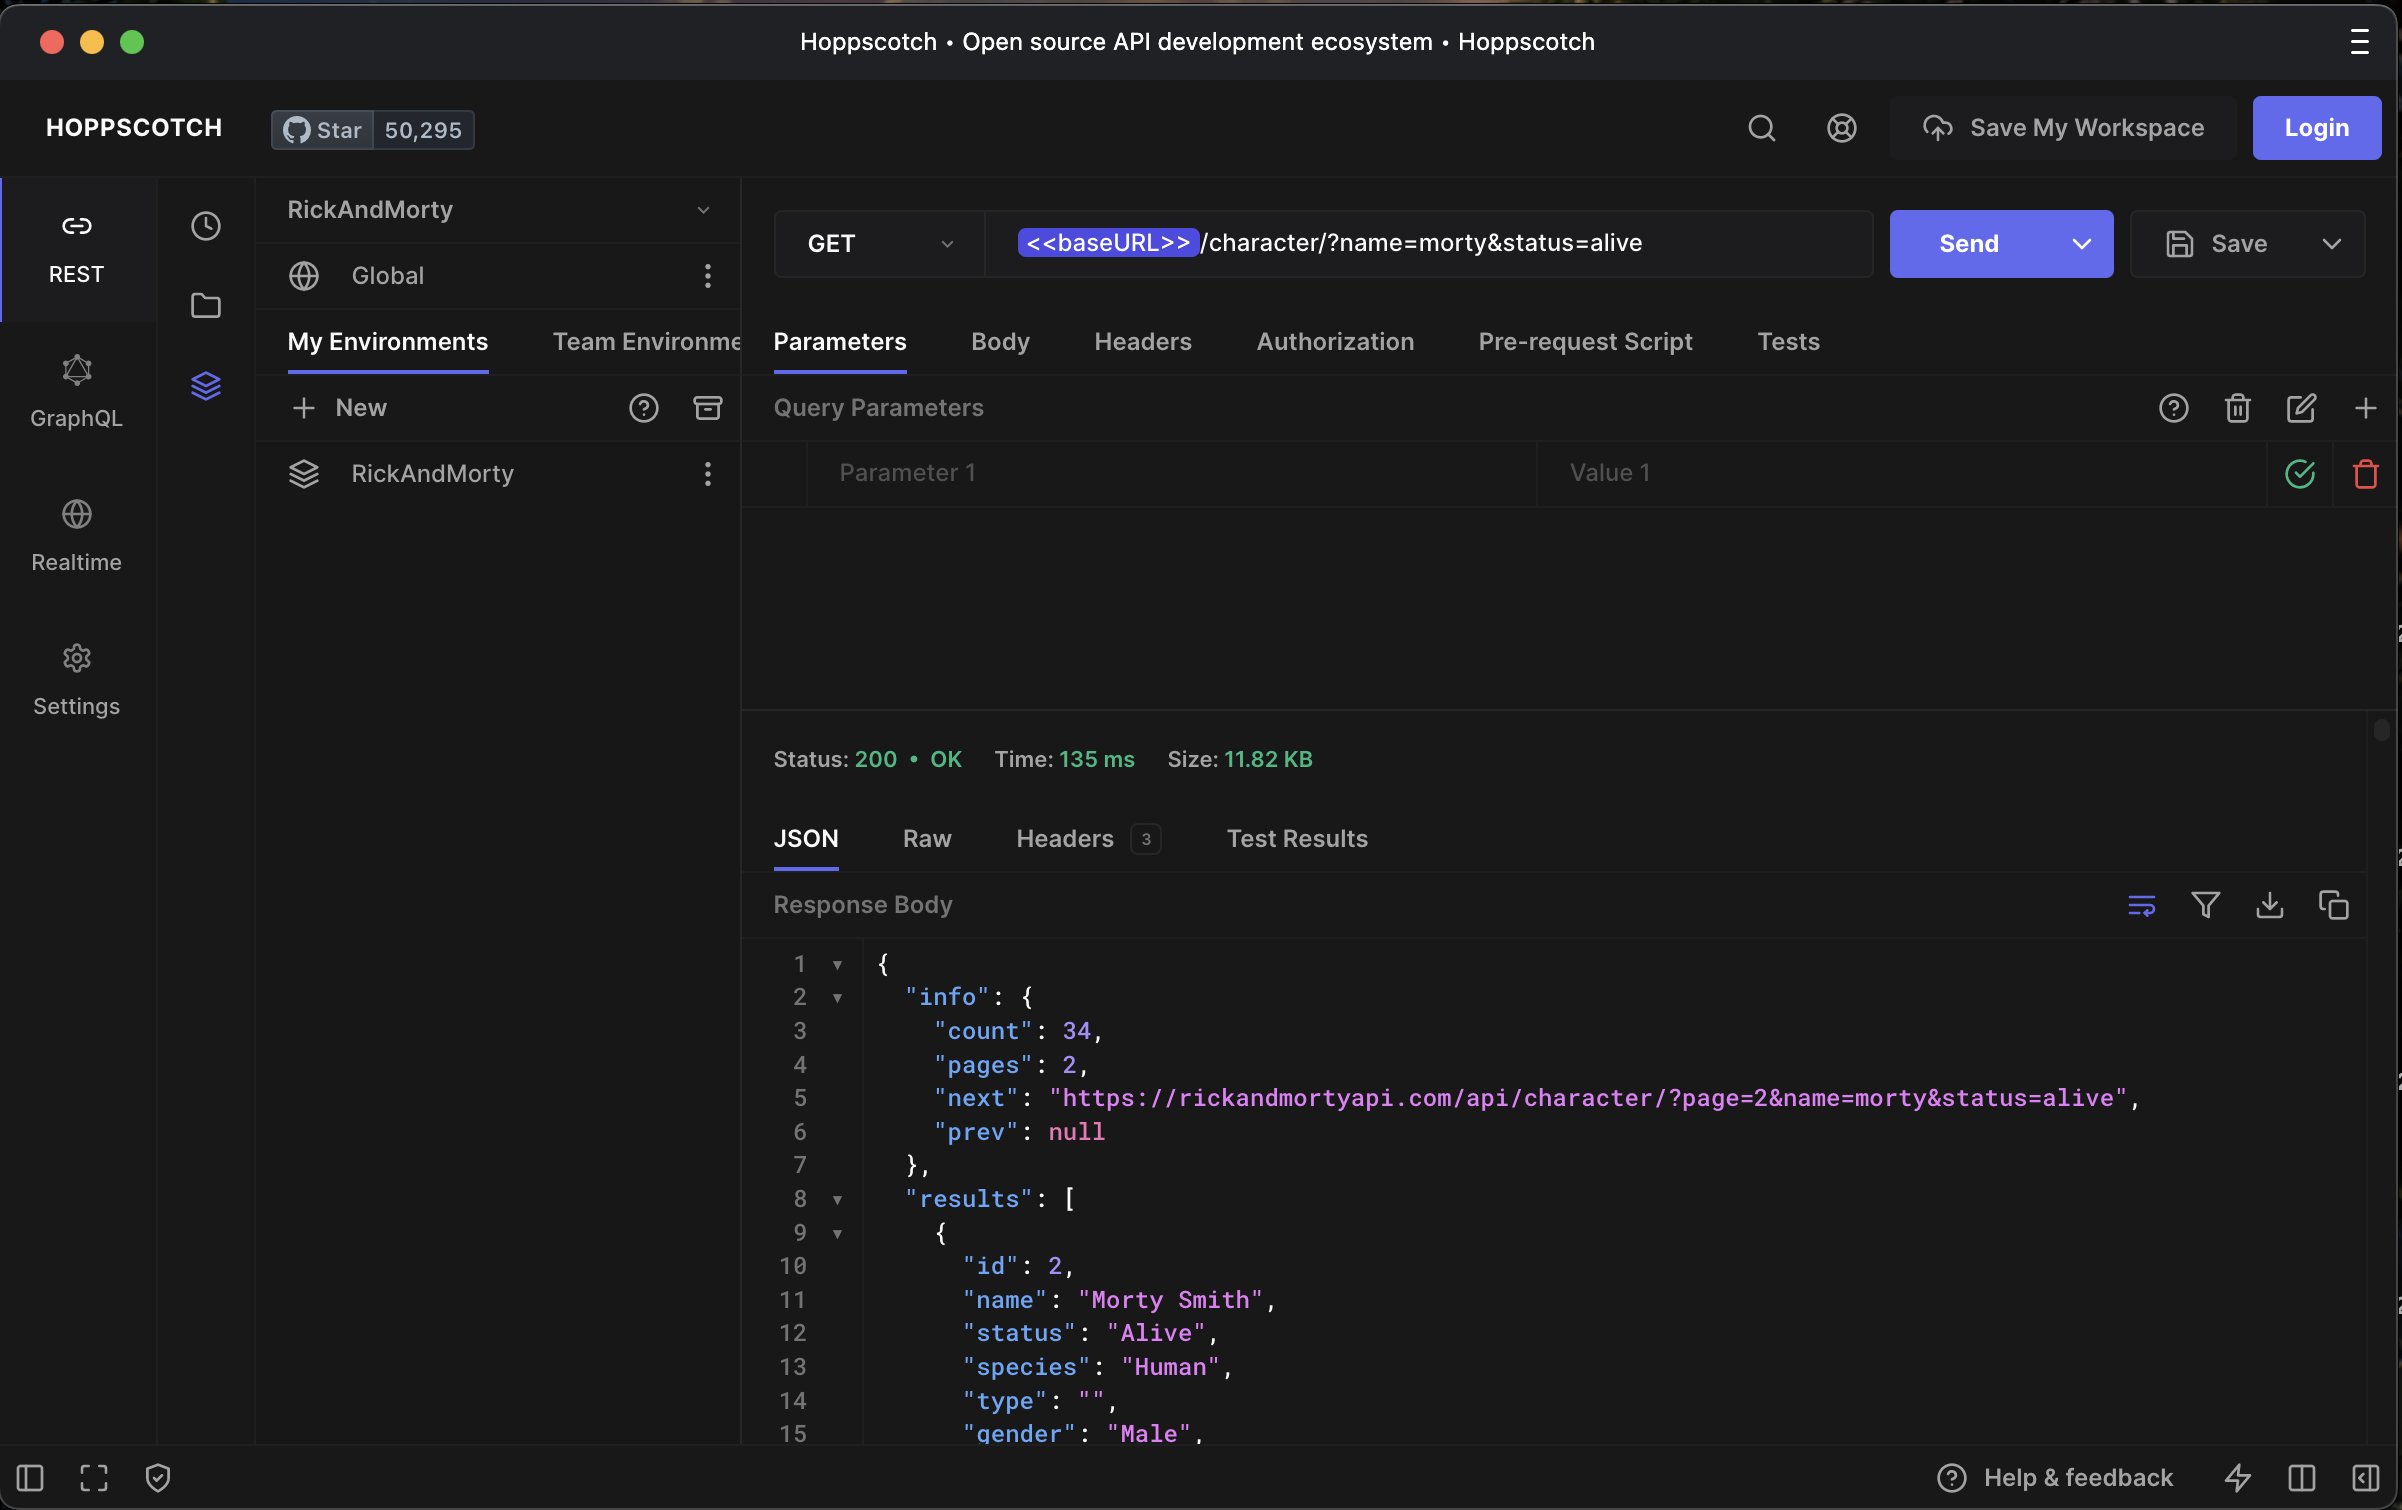 Hoppscotch • Open source API development ecosystem • Hoppscotch
HOPPSCOTCH
Star 50,295
Save My Workspace
Login
REST
GraphQL
Realtime
Settings
RickAndMorty
Global
My Environments Team Environme
New
RickAndMorty
GET
<<baseURL>>/character/?name=morty&status=alive
Send
Save
Parameters Body Headers Authorization Pre-request Script Tests
Query Parameters
Parameter 1 Value 1
Status: 200 • OK Time: 135 ms Size: 11.82 KB
JSON Raw Headers 3 Test Results
Response Body
1 {
2 "info": {
3 "count": 34,
4 "pages": 2,
5 "next": "https://rickandmortyapi.com/api/character/?page=2&name=morty&status=alive",
6 "prev": null
7 },
8 "results": [
9 {
10 "id": 2,
11 "name": "Morty Smith",
12 "status": "Alive",
13 "species": "Human",
14 "type": "",
15 "gender": "Male",
Help & feedback